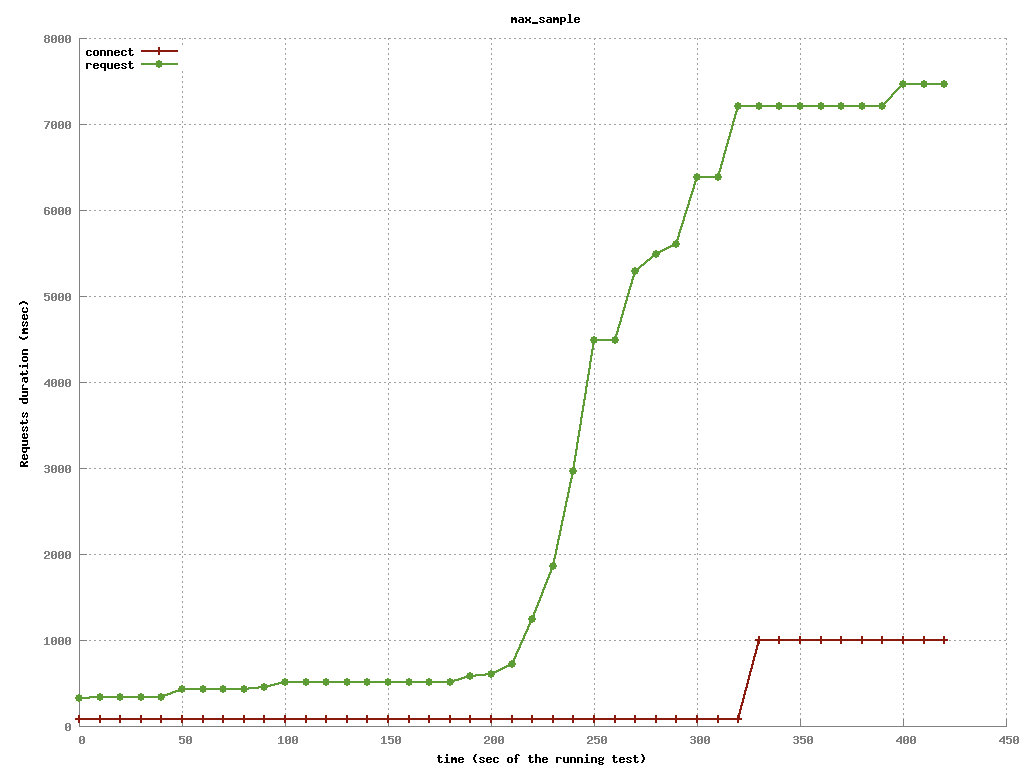 max_sample
connect
request
8000
7000
6000
5000
4000
3000
2000
1000
0
Requests duration (msec)
0 50 100 150 200 250 300 350 400 450
time (sec of the running test)